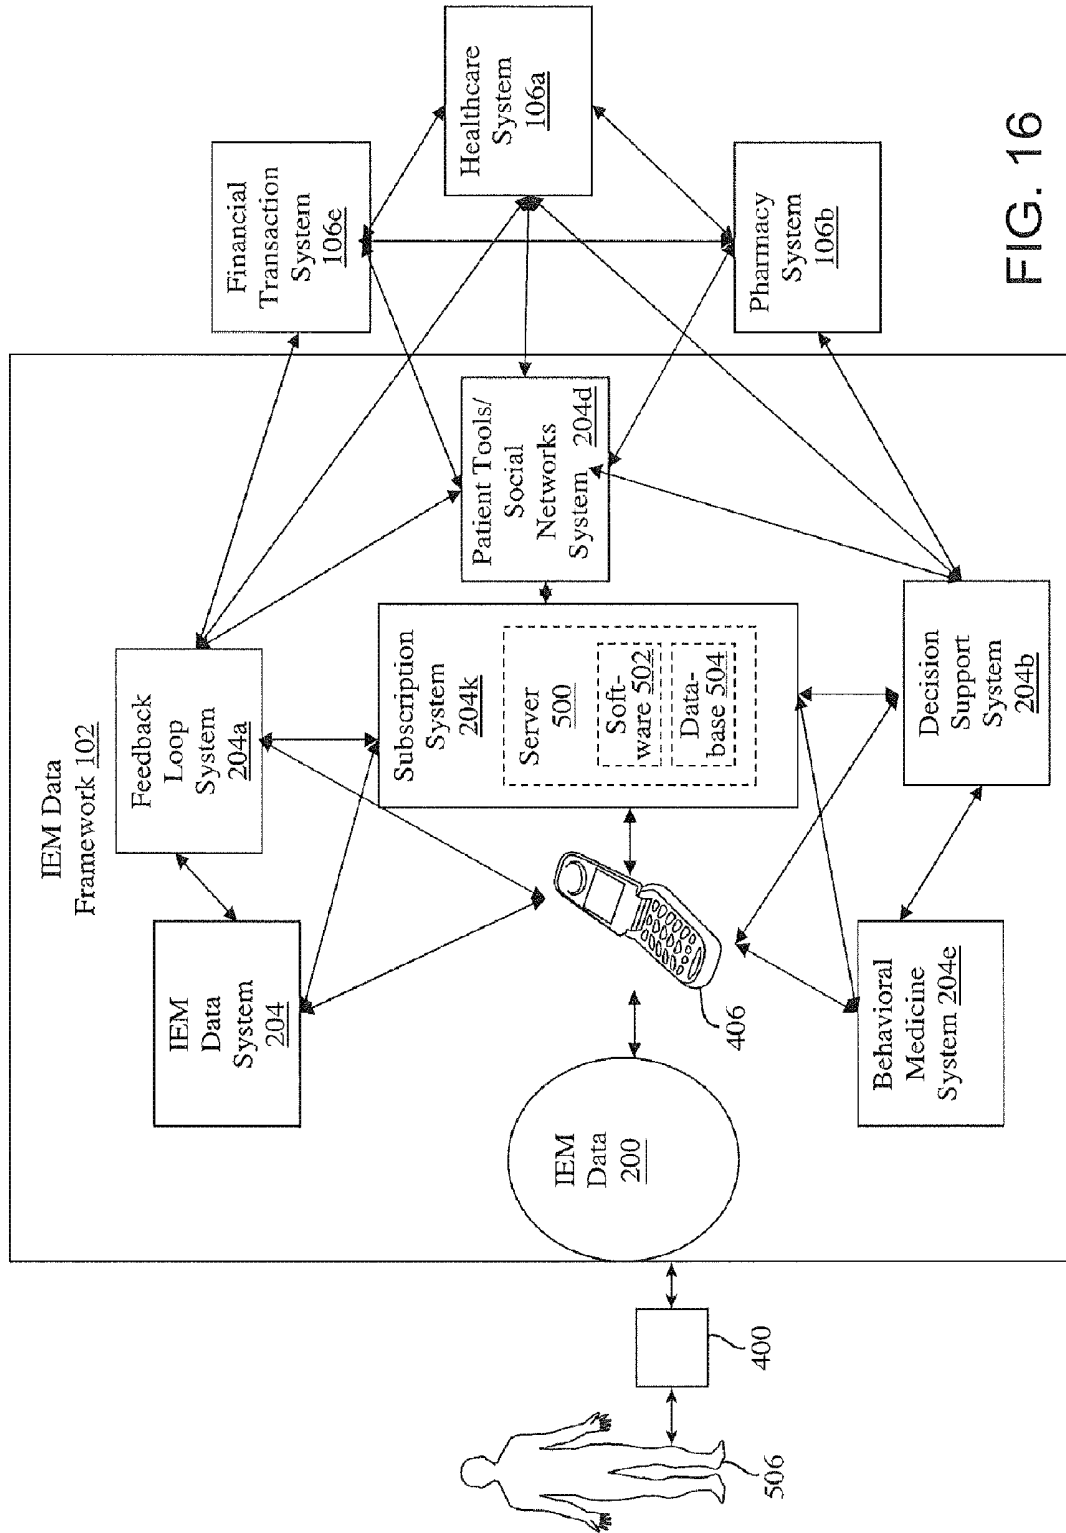 IEM Data
Framework 102
IEM
Data
System
204
Feedback
Loop
System
204a
Financial
Transaction
System
106e
Healthcare
System
106a
Pharmacy
System
106b
Patient Tools/
Social
Networks
System 204d
Subscription
System
204k
Server
500
Soft-
ware 502
Data-
base 504
406
IEM
Data
200
Behavioral
Medicine
System 204e
Decision
Support
System
204b
400
506
FIG. 16